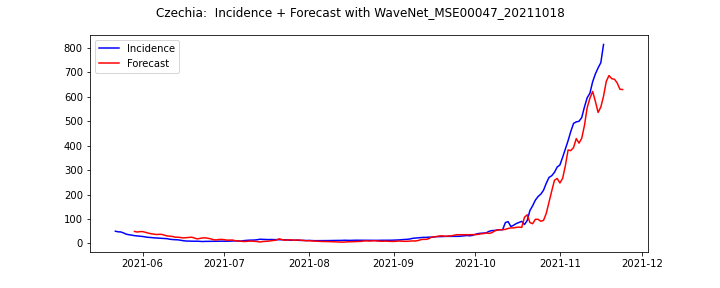 Czechia:  Incidence + Forecast with WaveNet_MSE00047_20211018
Incidence
Forecast
800
700
600
500
400
300
200
100
0
2021-06 2021-07 2021-08 2021-09 2021-10 2021-11 2021-12